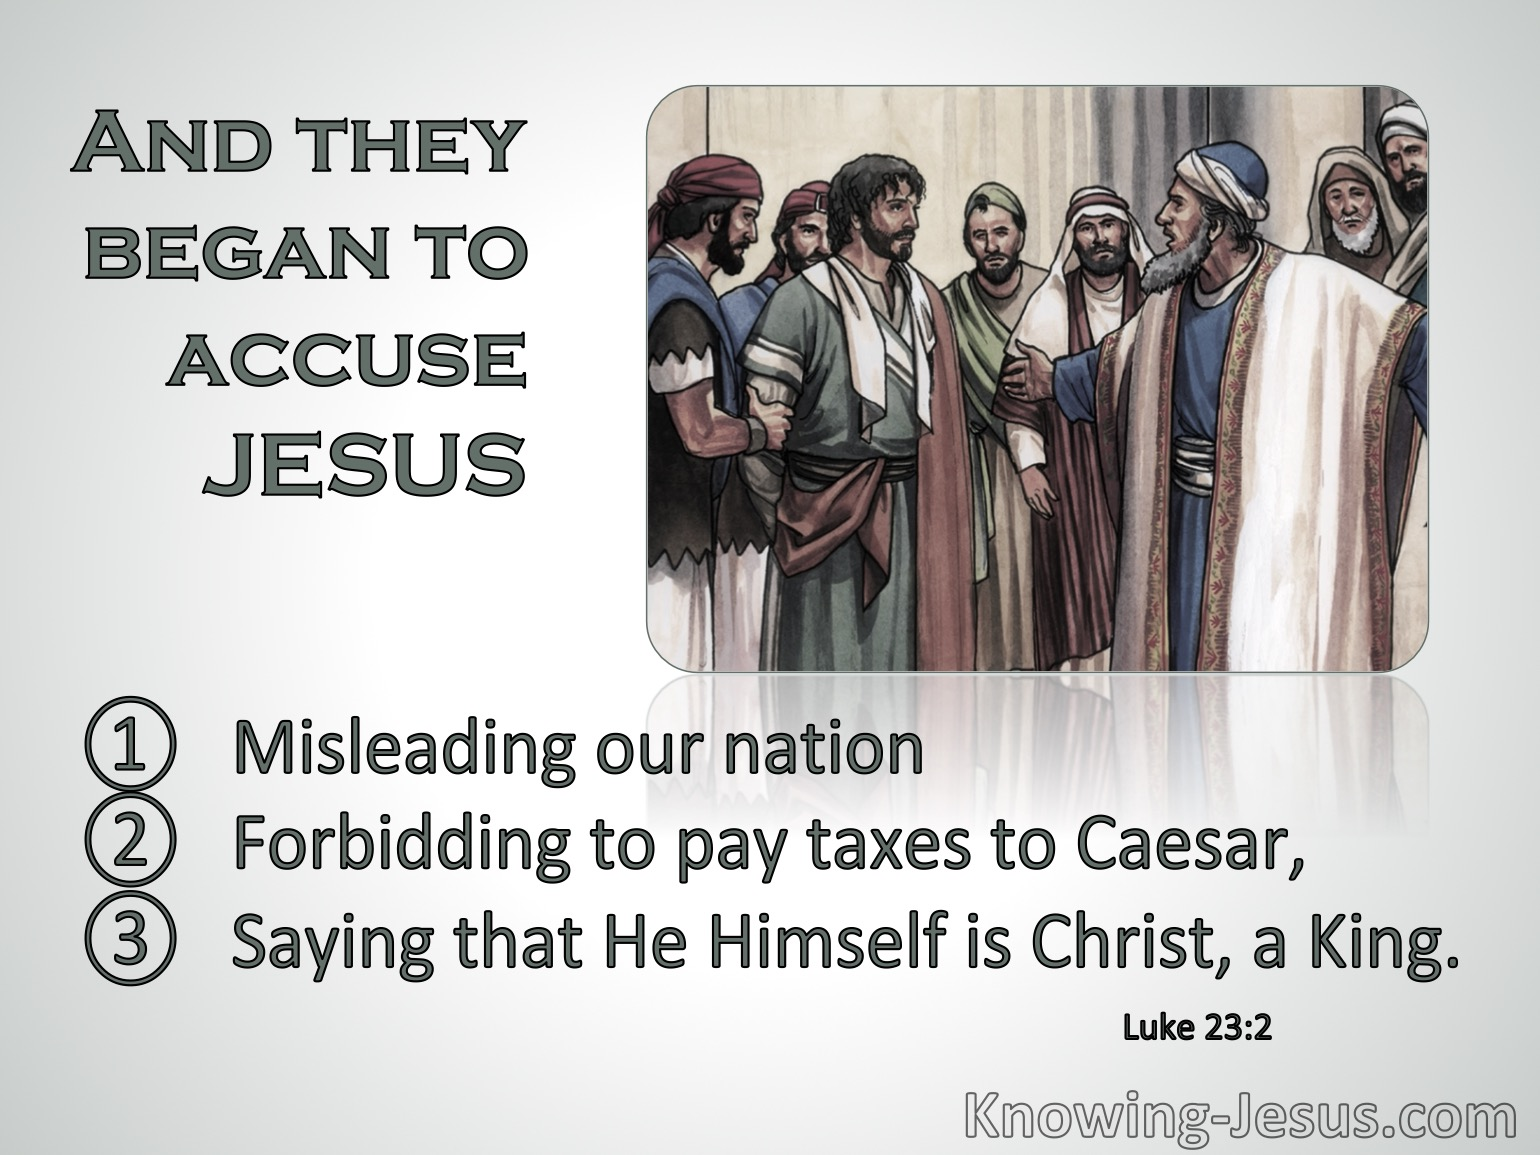 And they
began to
accuse
JESUS
1 Misleading our nation
2 Forbidding to pay taxes to Caesar,
3 Saying that He Himself is Christ, a King.
Luke 23:2
Knowing-Jesus.com